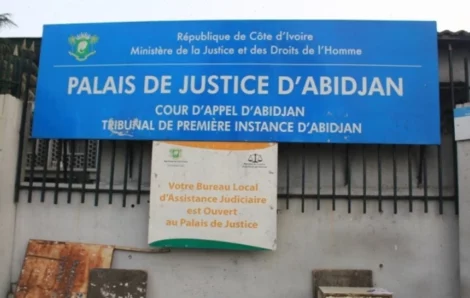 République de Côte d'Ivoire
Ministère de la Justice et des Droits de l'Homme
PALAIS DE JUSTICE D'ABIDJAN
COUR D'APPEL D'ABIDJAN
TRIBUNAL DE PREMIÈRE INSTANCE D'ABIDJAN
Votre Bureau Local
d'Assistance Judiciaire
est Ouvert
au Palais de Justice